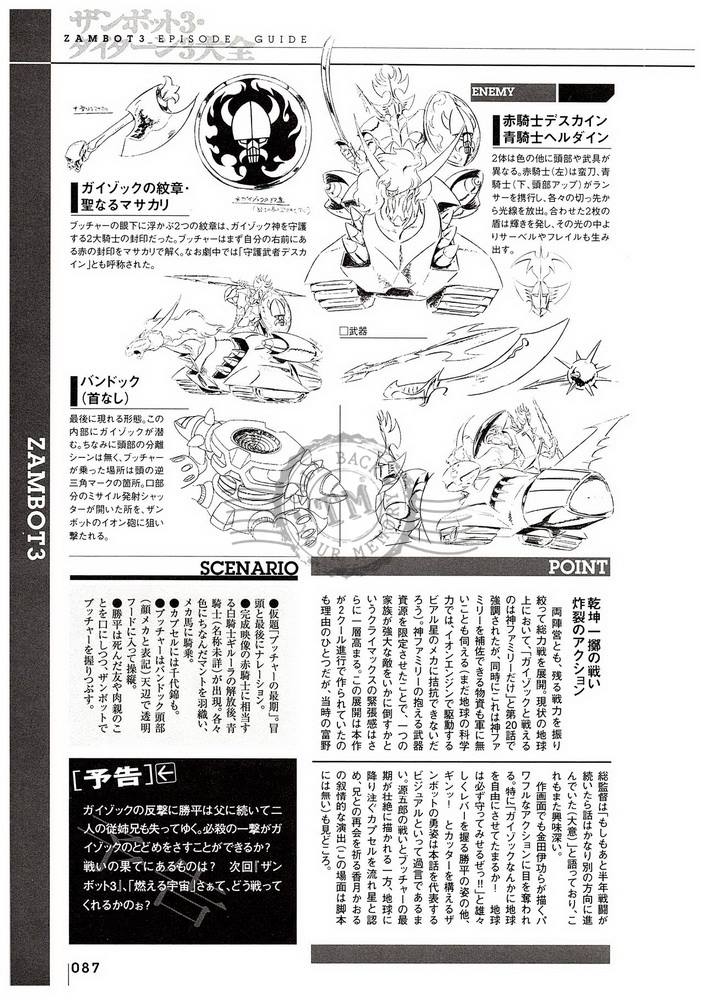 ザンボット3・
ダイターン3大全
ZAMBOT3_EPISODE GUIDE
ENEMY
赤騎士デスカイン
青騎士ヘルダイン
2体は色の他に頭部や武具が
異なる。赤騎士(左)は蛮刀、青
騎士(下、頭部アップ)がラン
サーを携行し、各々の切っ先か
ら光線を放出。合わせた2枚の
盾は輝きを発し、その光の中
よりサーベルやフレイルも生み
出す。
ガイゾックの紋章・
聖なるマサカリ
ブッチャーの眼下に浮かぶ2つの紋章は、ガイゾック神を守護
する2大騎士の封印だった。ブッチャーはまず自分の右前にあ
る赤の封印をマサカリで解く。なお劇中では「守護武者デスカ
イン」とも呼称された。
□武器
バンドック
(首なし)
最後に現れる形態。この
内部にガイゾックが潜
む。ちなみに頭部の分離
シーンは無く、ブッチャー
が乗った場所は頭の逆
三角マークの箇所。口部
分のミサイル発射シャッ
ターが開いた所を、ザン
ボットのイオン砲に狙い
撃たれる。
ZAMBOT3
BACK
TM
UR MEM
POINT
乾坤一擲の戦い
炸裂のアクション
両陣営とも、残る戦力を振り
絞って総力戦を展開。現状の地球
上において、「ガイゾックと戦える
のは神ファミリーだけ」と第20話で
強調されたが、同時にこれは神ファ
ミリーを補佐できる物資も軍に無
いことも伺える(まだ地球の科学
力では、イオンエンジンで駆動する
ビアル星のメカに拮抗できないだ
ろう)。神ファミリーの抱える武器
資源を限定させたことで、一つの
家族が強大な敵をいかに倒すかと
いうクライマックスの緊張感はさ
らに一層高まる。この展開は本作
が2クール進行で作られていたの
も理由のひとつだが、当時の富野
総監督は「もしもあと半年戦闘が
続いたら話はかなり別の方向に進
んでいた(大意)」と語っており、こ
れもまた興味深い。
作画面でも金田伊功らが描くパ
ワフルなアクションに目を奪われ
る。特に「ガイゾックなんかに地球
を自由にさせてたまるか! 地球
は必ず守ってみせるぜっ!!」と雄々
しくレバーを握る勝平の姿の他、
ギンッ! とカッターを構えるザ
ンボットの勇姿は本話を代表する
ビジュアルといって過言であるま
い。源五郎の戦いとブッチャーの最
期が壮絶に描かれる一方、地球に
降り注ぐカプセルを流れ星と認
め、兄との再会を祈る香月かおる
の叙情的な演出(この場面は脚本
には無い)も見どころ。
SCENARIO
●仮題「ブッチャーの最期」。冒
頭と最後にナレーション。
●完成映像の赤騎士に相当す
る白騎士ギルーラの解放後、青
騎士(名称未詳)が出現。各々
色にちなんだマントを羽織い、
メカ馬に騎乗。
●カプセルには千代錦も。
●ブッチャーはバンドック頭部
(顔メカと表記)天辺で透明
フードに入って操縦。
●勝平は死んだ友や肉親のこ
とを口にしつつ、ザンボットで
ブッチャーを握りつぶす。
[予告]
ガイゾックの反撃に勝平は父に続いて二
人の従姉兄も失ってゆく。必殺の一撃がガ
イゾックのとどめをさすことができるか?
戦いの果てにあるものは? 次回『ザン
ボット3』、「燃える宇宙」さぁて、どう戦って
くれるかのぉ?
予告
087